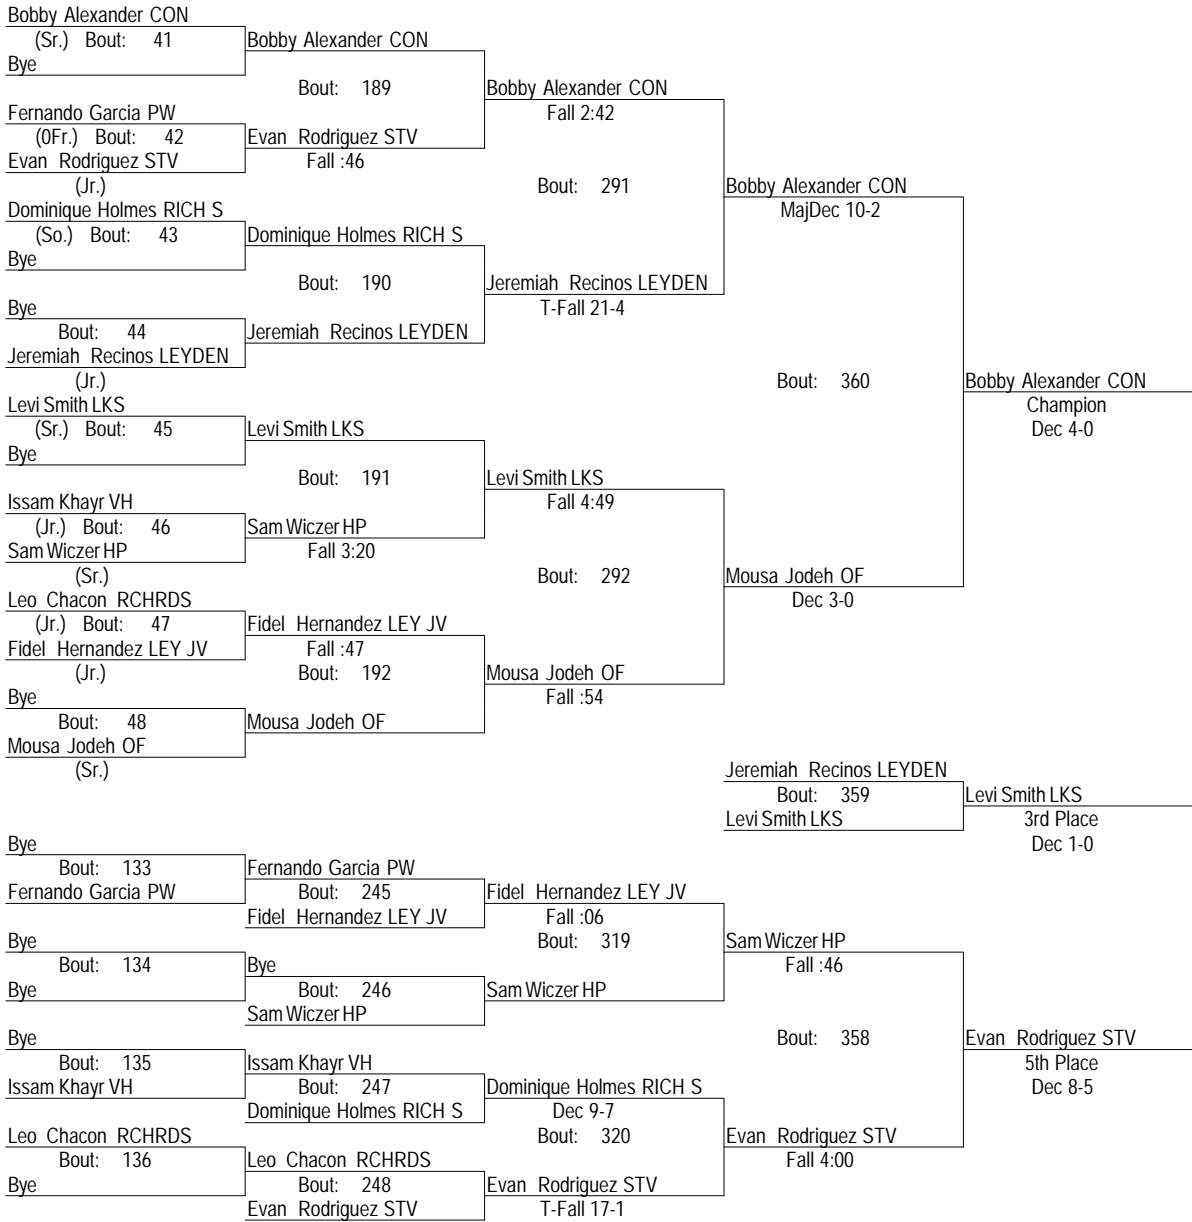 Bobby Alexander CON
(Sr.) Bout: 41 Bobby Alexander CON
Bye
Bout: 189 Bobby Alexander CON
Fernando Garcia PW Fall 2:42
(0Fr.) Bout: 42 Evan Rodriguez STV
Evan Rodriguez STV Fall :46
(Jr.) Bout: 291 Bobby Alexander CON
Dominique Holmes RICH S MajDec 10-2
(So.) Bout: 43 Dominique Holmes RICH S
Bye
Bout: 190 Jeremiah Recinos LEYDEN
Bye T-Fall 21-4
Bout: 44 Jeremiah Recinos LEYDEN
Jeremiah Recinos LEYDEN
(Jr.) Bout: 360 Bobby Alexander CON
Levi Smith LKS Champion
(Sr.) Bout: 45 Levi Smith LKS Dec 4-0
Bye
Bout: 191 Levi Smith LKS
Issam Khayr VH Fall 4:49
(Jr.) Bout: 46 Sam Wiczer HP
Sam Wiczer HP Fall 3:20
(Sr.) Bout: 292 Mousa Jodeh OF
Leo Chacon RCHRDS Dec 3-0
(Jr.) Bout: 47 Fidel Hernandez LEY JV
Fidel Hernandez LEY JV Fall :47
(Jr.) Bout: 192 Mousa Jodeh OF
Bye Fall :54
Bout: 48 Mousa Jodeh OF
Mousa Jodeh OF
(Sr.) Jeremiah Recinos LEYDEN
Bout: 359 Levi Smith LKS
Levi Smith LKS 3rd Place
Bye Dec 1-0
Bout: 133 Fernando Garcia PW
Fernando Garcia PW Bout: 245 Fidel Hernandez LEY JV
Fidel Hernandez LEY JV Fall :06
Bye Bout: 319 Sam Wiczer HP
Bout: 134 Bye Fall :46
Bye Bout: 246 Sam Wiczer HP
Sam Wiczer HP
Bye Bout: 358 Evan Rodriguez STV
Bout: 135 Issam Khayr VH 5th Place
Issam Khayr VH Bout: 247 Dominique Holmes RICH S Dec 8-5
Dominique Holmes RICH S Dec 9-7
Leo Chacon RCHRDS Bout: 320 Evan Rodriguez STV
Bout: 136 Leo Chacon RCHRDS Fall 4:00
Bye Bout: 248 Evan Rodriguez STV
Evan Rodriguez STV T-Fall 17-1